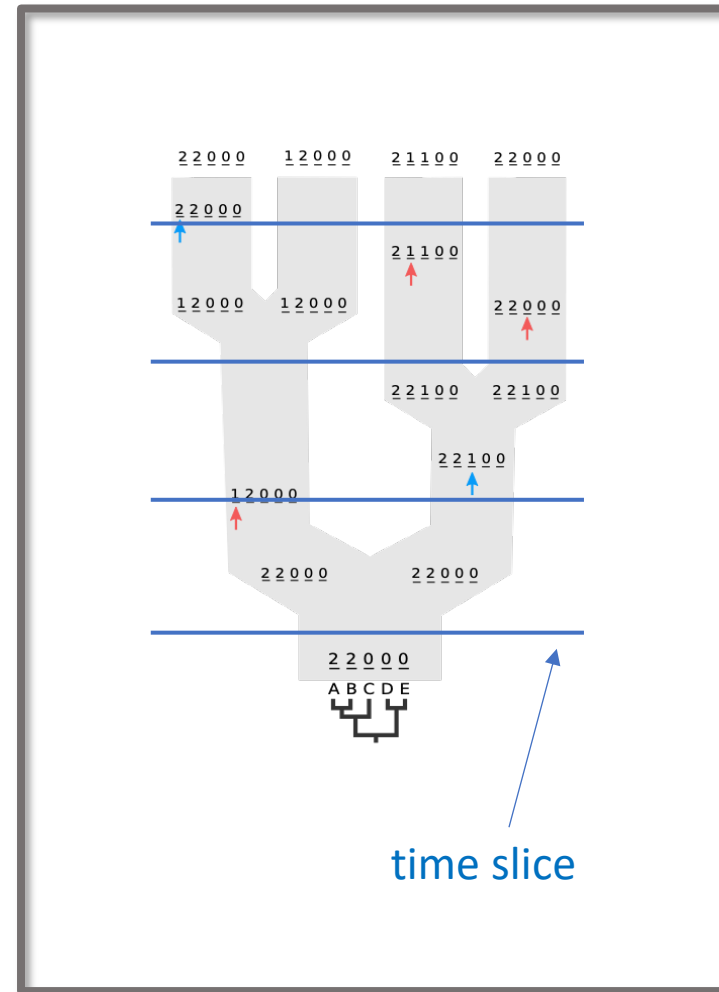 2 2 0 0 0 1 2 0 0 0 2 1 1 0 0 2 2 0 0 0
2 2 0 0 0
2 1 1 0 0
1 2 0 0 0 1 2 0 0 0 2 2 0 0 0
2 2 1 0 0 2 2 1 0 0
2 2 1 0 0
1 2 0 0 0
2 2 0 0 0 2 2 0 0 0
2 2 0 0 0
A B C D E
time slice